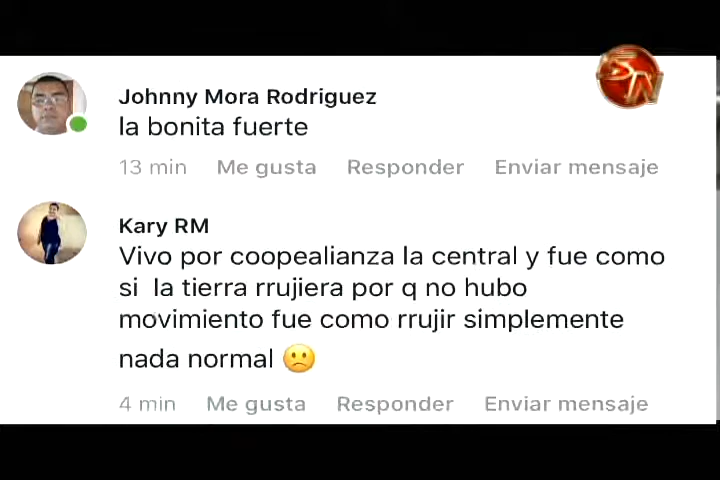 SN
Johnny Mora Rodriguez
la bonita fuerte
13 min Me gusta Responder Enviar mensaje
Kary RM
Vivo por coopealianza la central y fue como
si la tierra rrujiera por q no hubo
movimiento fue como rrujir simplemente
nada normal 🙁
4 min Me gusta Responder Enviar mensaje